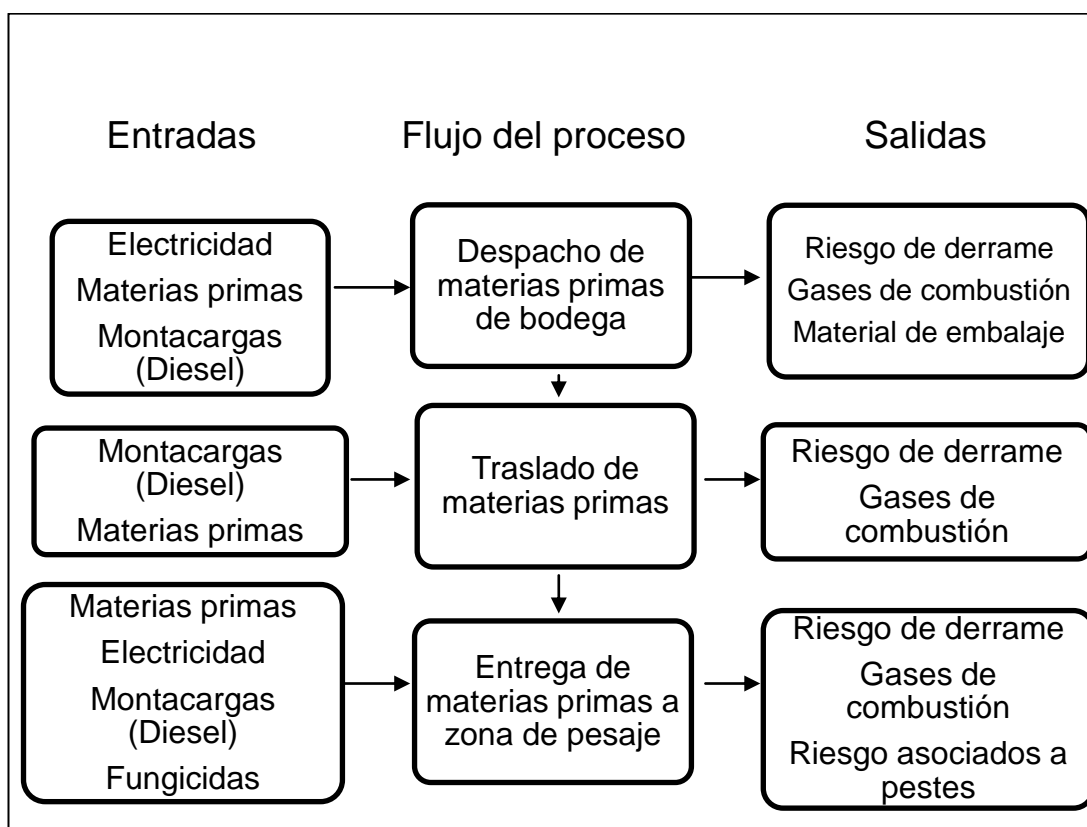 Entradas
Flujo del proceso
Salidas
Electricidad
Materias primas
Montacargas
(Diesel)
Despacho de
materias primas
de bodega
Riesgo de derrame
Gases de combustión
Material de embalaje
Montacargas
(Diesel)
Materias primas
Traslado de
materias primas
Riesgo de derrame
Gases de
combustión
Materias primas
Electricidad
Montacargas
(Diesel)
Fungicidas
Entrega de
materias primas a
zona de pesaje
Riesgo de derrame
Gases de
combustión
Riesgo asociados a
pestes